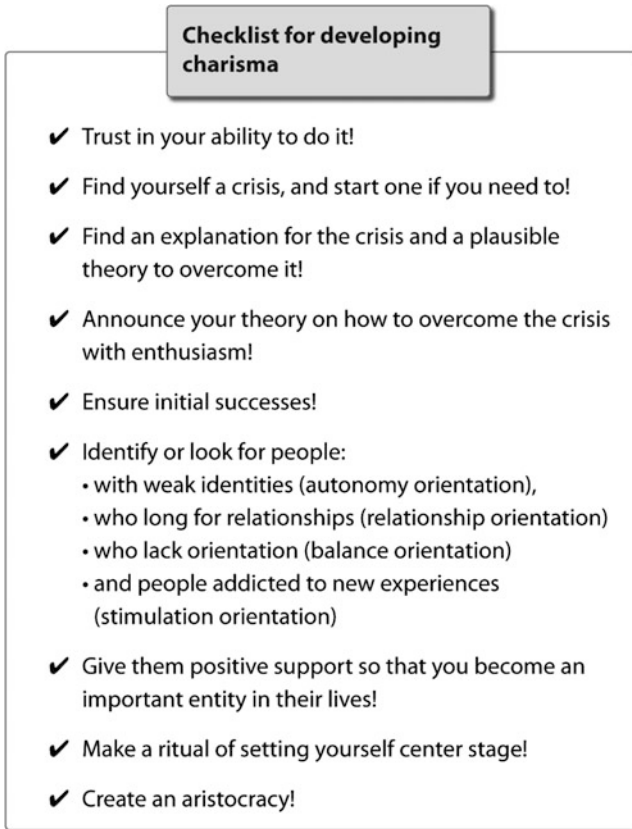 Checklist for developing
charisma
✔ Trust in your ability to do it!
✔ Find yourself a crisis, and start one if you need to!
✔ Find an explanation for the crisis and a plausible
theory to overcome it!
✔ Announce your theory on how to overcome the crisis
with enthusiasm!
✔ Ensure initial successes!
✔ Identify or look for people:
• with weak identities (autonomy orientation),
• who long for relationships (relationship orientation)
• who lack orientation (balance orientation)
• and people addicted to new experiences
(stimulation orientation)
✔ Give them positive support so that you become an
important entity in their lives!
✔ Make a ritual of setting yourself center stage!
✔ Create an aristocracy!